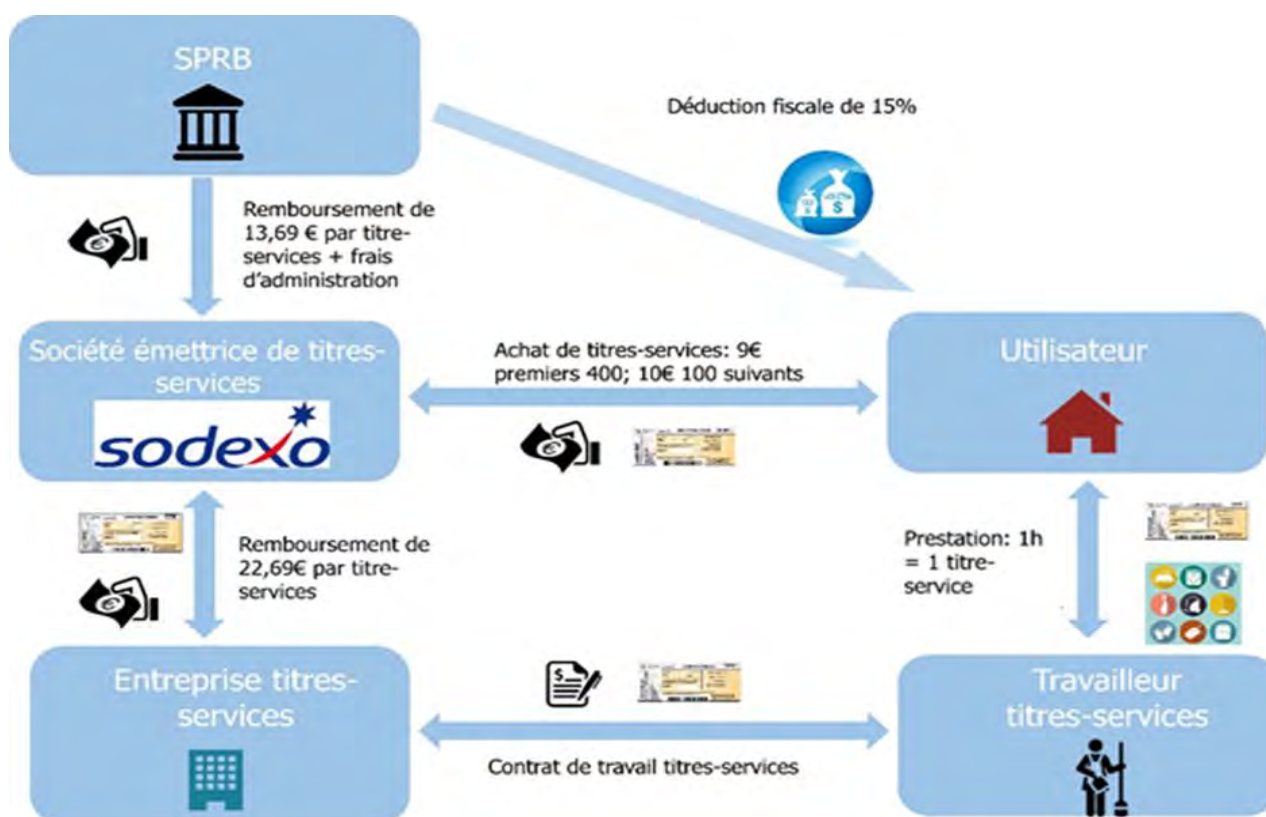 SPRB
Déduction fiscale de 15%
Remboursement de
13,69 € par titre-
services + frais
d'administration
Société émettrice de titres-
services
sodexo
Achat de titres-services: 9€
premiers 400; 10€ 100 suivants
Utilisateur
Remboursement de
22,69€ par titre-
services
Prestation: 1h
= 1 titre-
service
Entreprise titres-
services
Contrat de travail titres-services
Travailleur
titres-services